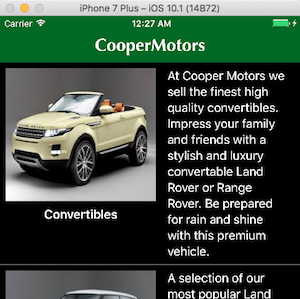 iPhone 7 Plus – iOS 10.1 (14B72)
Carrier 12:27 AM
CooperMotors
At Cooper Motors we
sell the finest high
quality convertibles.
Impress your family
and friends with a
stylish and luxury
convertable Land
Rover or Range
Rover. Be prepared
for rain and shine
with this premium
vehicle.
Convertibles
A selection of our
most popular Land